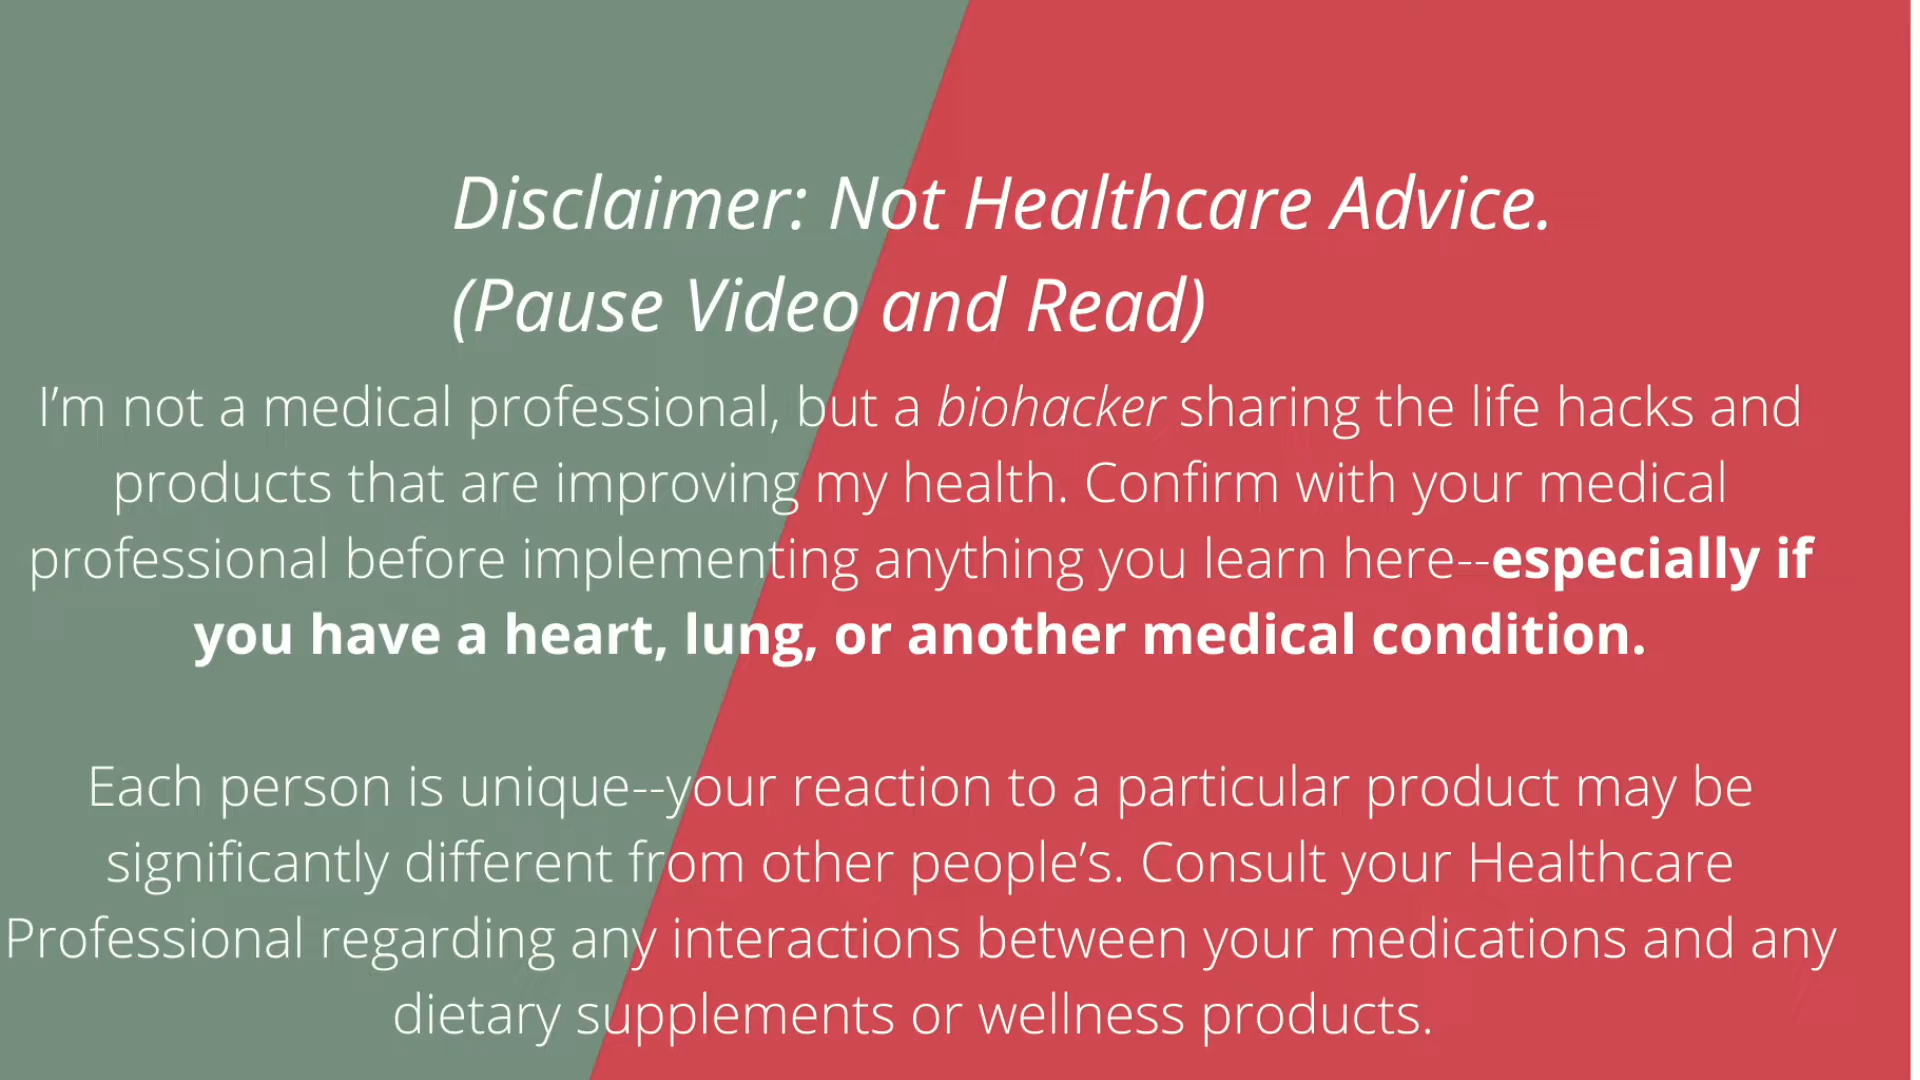 Disclaimer: Not Healthcare Advice.
(Pause Video and Read)
I’m not a medical professional, but a biohacker sharing the life hacks and
products that are improving my health. Confirm with your medical
professional before implementing anything you learn here--especially if
you have a heart, lung, or another medical condition.
Each person is unique--your reaction to a particular product may be
significantly different from other people’s. Consult your Healthcare
Professional regarding any interactions between your medications and any
dietary supplements or wellness products.